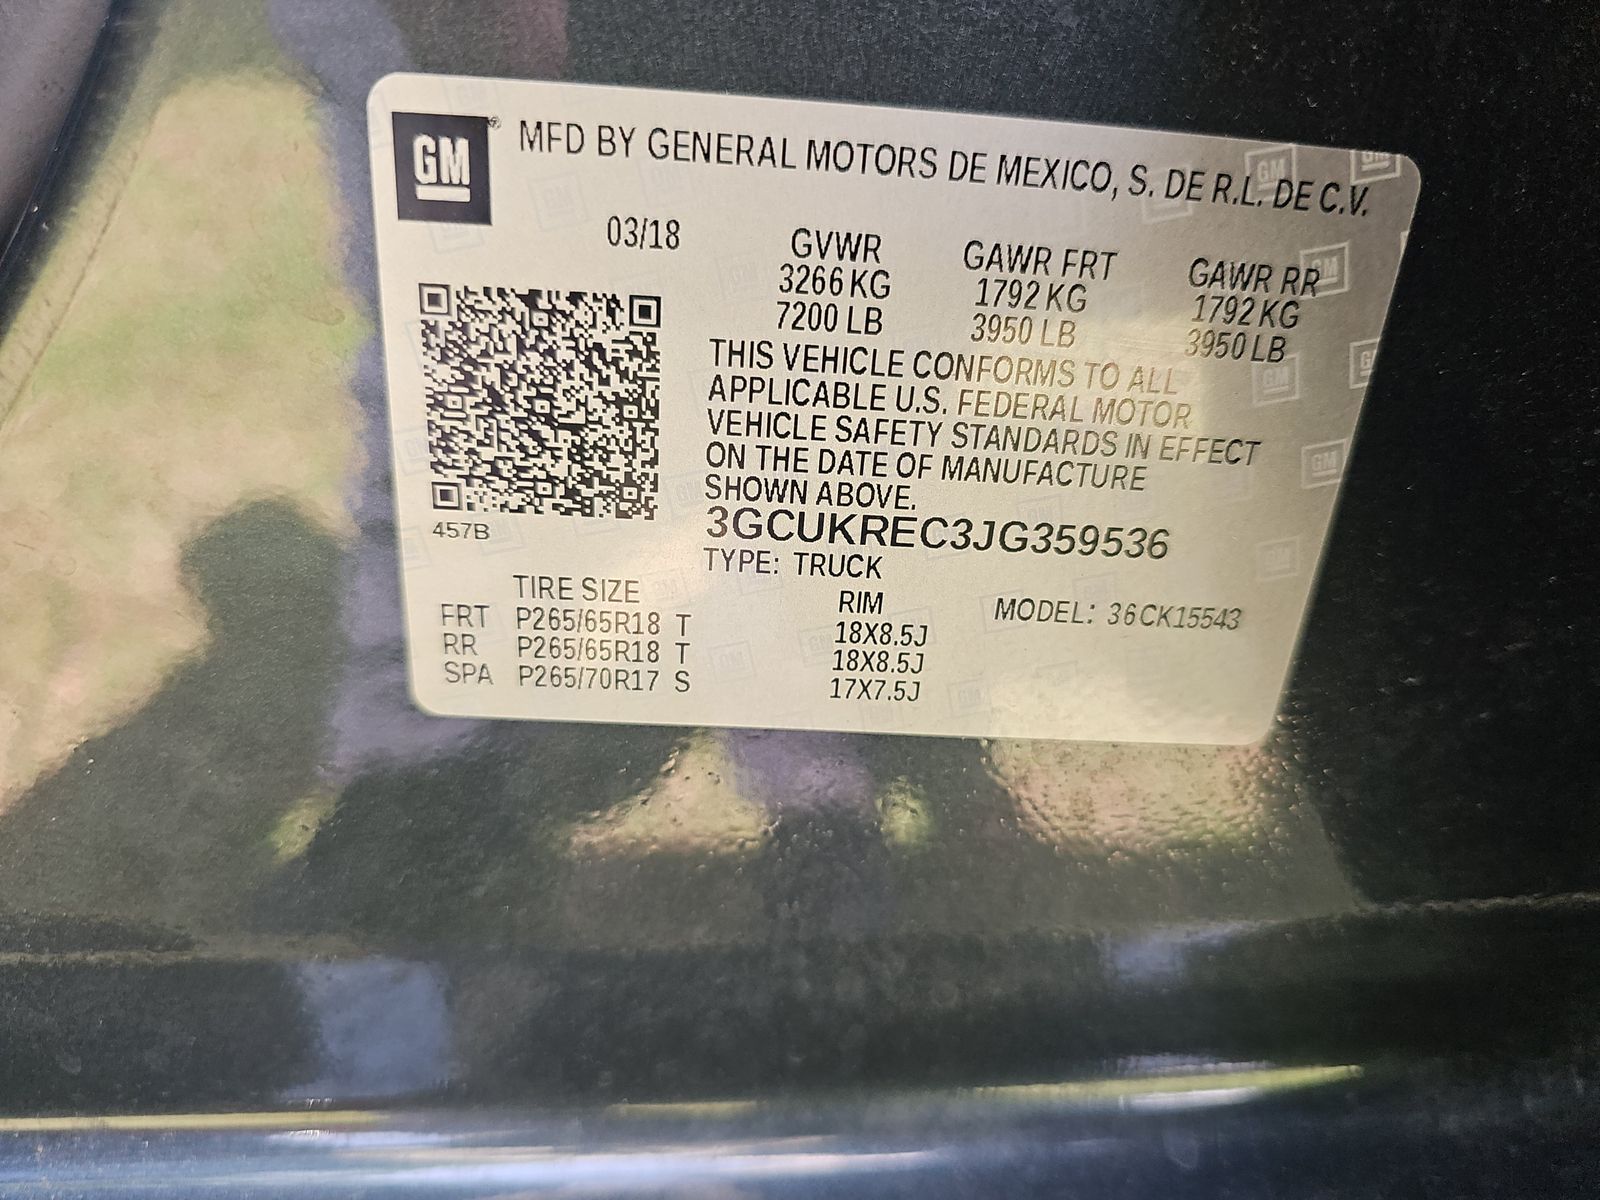 GM® MFD BY GENERAL MOTORS DE MEXICO, S. DE R.L. DE C.V.
03/18 GVWR GAWR FRT GAWR RR
3266 KG 1792 KG 1792 KG
7200 LB 3950 LB 3950 LB
THIS VEHICLE CONFORMS TO ALL
APPLICABLE U.S. FEDERAL MOTOR
VEHICLE SAFETY STANDARDS IN EFFECT
ON THE DATE OF MANUFACTURE
SHOWN ABOVE.
457B
3GCUKREC3JG359536
TYPE: TRUCK
TIRE SIZE RIM MODEL: 36CK15543
FRT P265/65R18 T 18X8.5J
RR P265/65R18 T 18X8.5J
SPA P265/70R17 S 17X7.5J